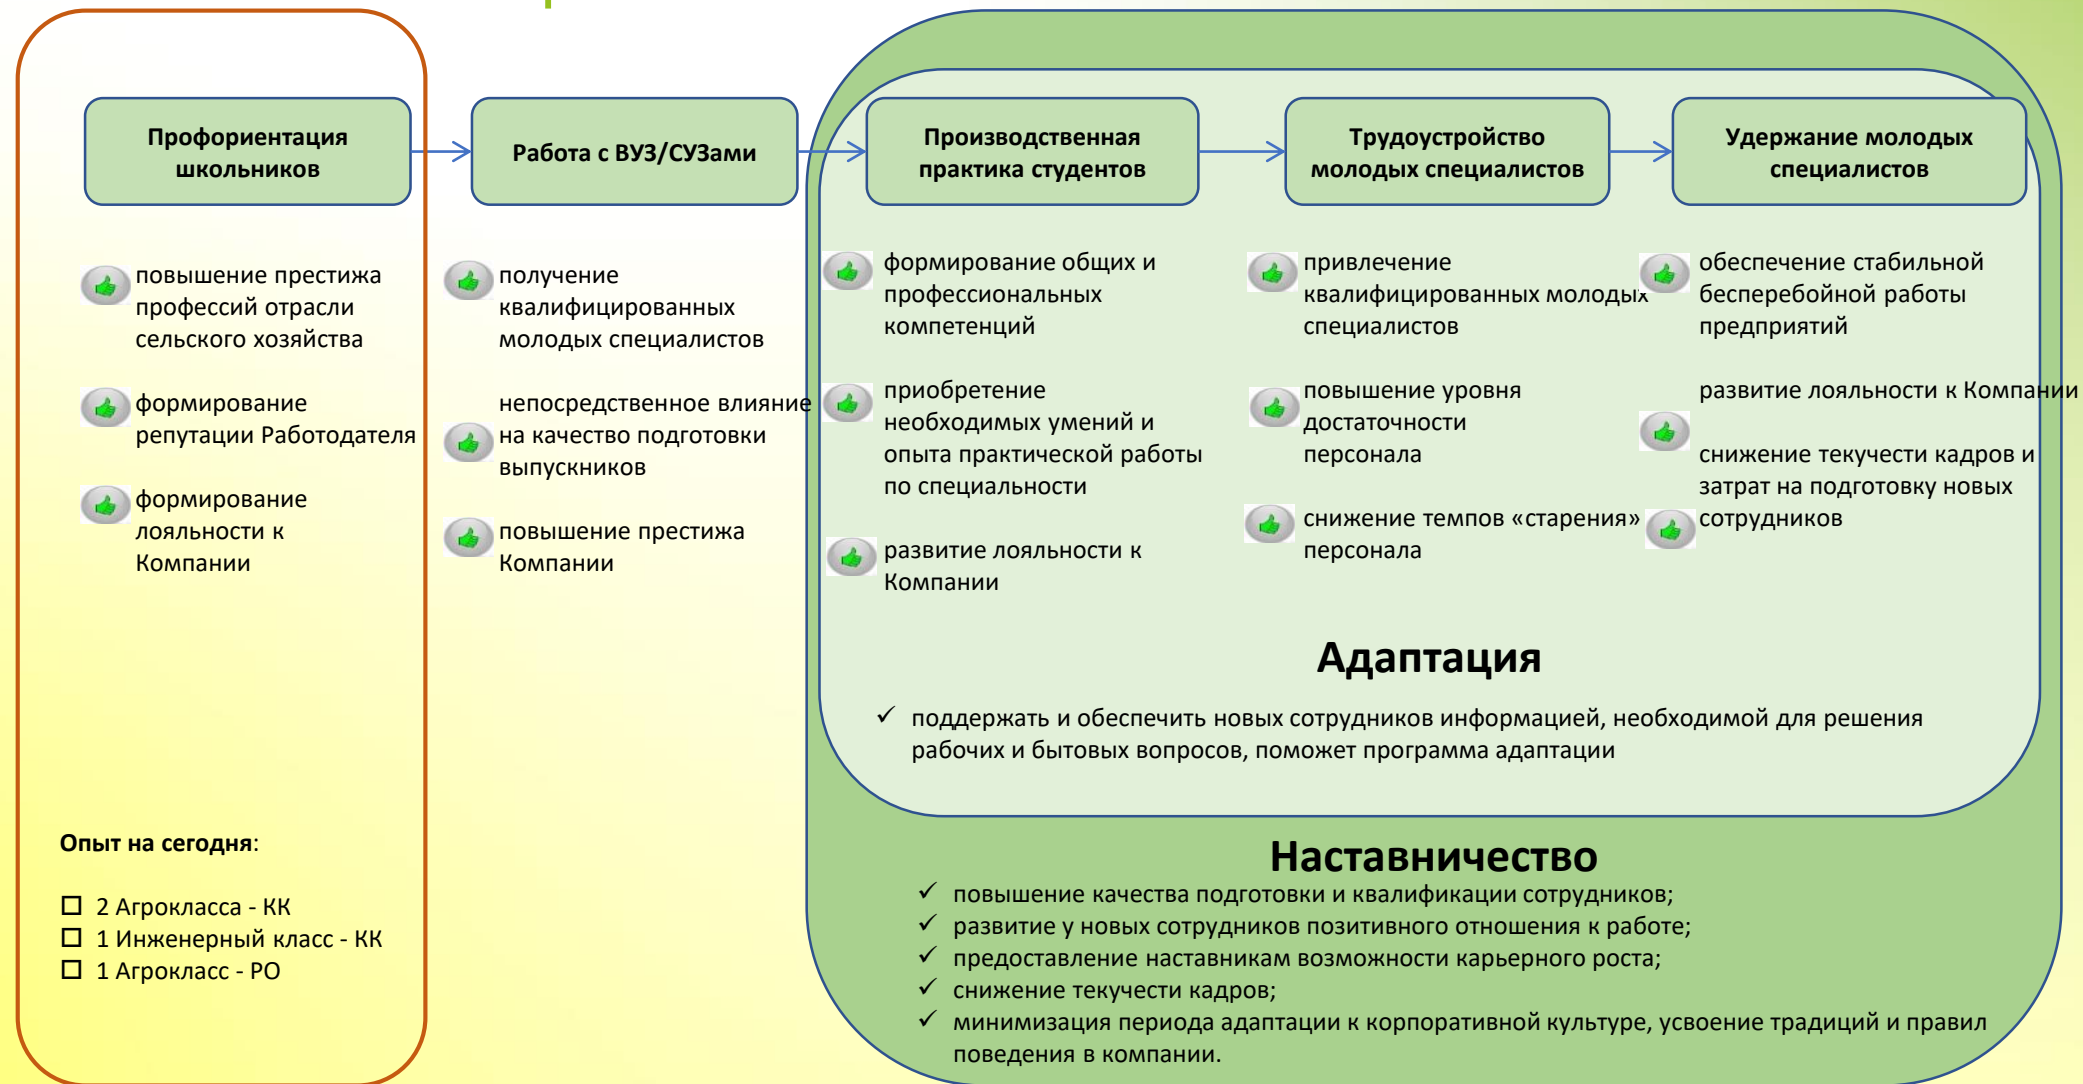 Профориентация
школьников
Работа с ВУЗ/СУЗами
Производственная
практика студентов
Трудоустройство
молодых специалистов
Удержание молодых
специалистов
повышение престижа
профессий отрасли
сельского хозяйства
формирование
репутации Работодателя
формирование
лояльности к
Компании
получение
квалифицированных
молодых специалистов
непосредственное влияние
на качество подготовки
выпускников
повышение престижа
Компании
формирование общих и
профессиональных
компетенций
приобретение
необходимых умений и
опыта практической работы
по специальности
развитие лояльности к
Компании
привлечение
квалифицированных молодых
специалистов
повышение уровня
достаточности
персонала
снижение темпов «старения»
персонала
обеспечение стабильной
бесперебойной работы
предприятий
развитие лояльности к Компании
снижение текучести кадров и
затрат на подготовку новых
сотрудников
Адаптация
✓ поддержать и обеспечить новых сотрудников информацией, необходимой для решения
рабочих и бытовых вопросов, поможет программа адаптации
Опыт на сегодня:
☐ 2 Агрокласса - КК
☐ 1 Инженерный класс - КК
☐ 1 Агрокласс - РО
Наставничество
✓ повышение качества подготовки и квалификации сотрудников;
✓ развитие у новых сотрудников позитивного отношения к работе;
✓ предоставление наставникам возможности карьерного роста;
✓ снижение текучести кадров;
✓ минимизация периода адаптации к корпоративной культуре, усвоение традиций и правил
поведения в компании.